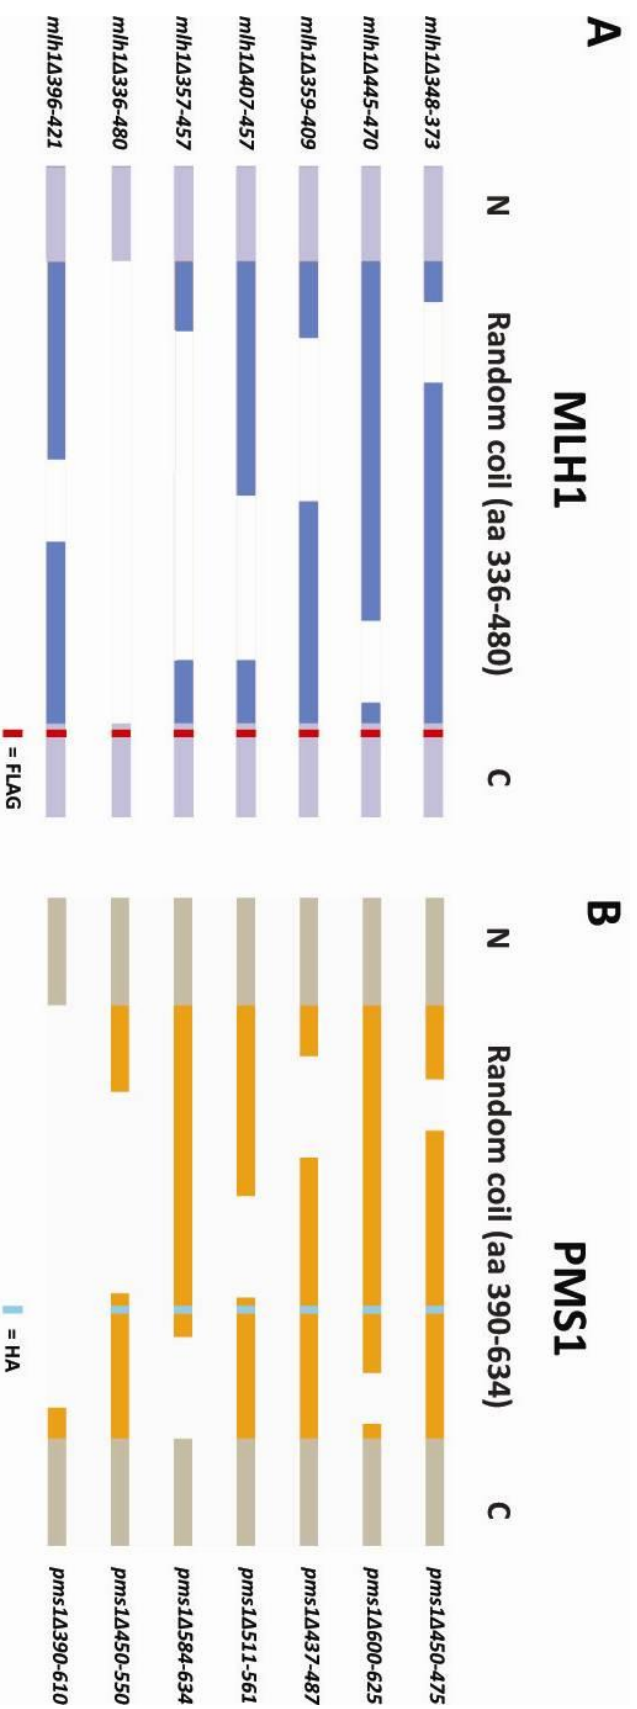 A
MLH1
N
Random coil (aa 336-480)
C
mlh1Δ348-373
mlh1Δ445-470
mlh1Δ359-409
mlh1Δ407-457
mlh1Δ357-457
mlh1Δ336-480
mlh1Δ396-421
= FLAG
B
PMS1
N
Random coil (aa 390-634)
C
pms1Δ450-475
pms1Δ600-625
pms1Δ437-487
pms1Δ511-561
pms1Δ584-634
pms1Δ450-550
pms1Δ390-610
= HA